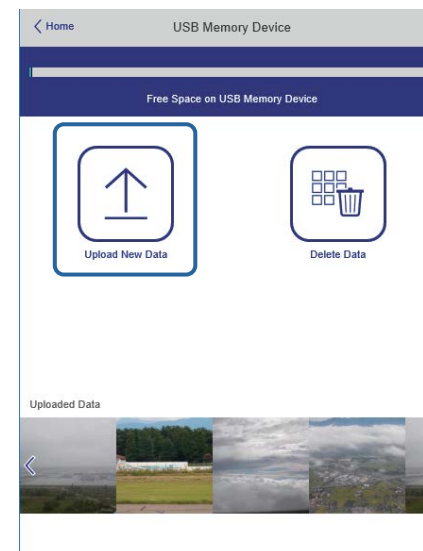 Home
USB Memory Device
Free Space on USB Memory Device
Upload New Data
Delete Data
Uploaded Data